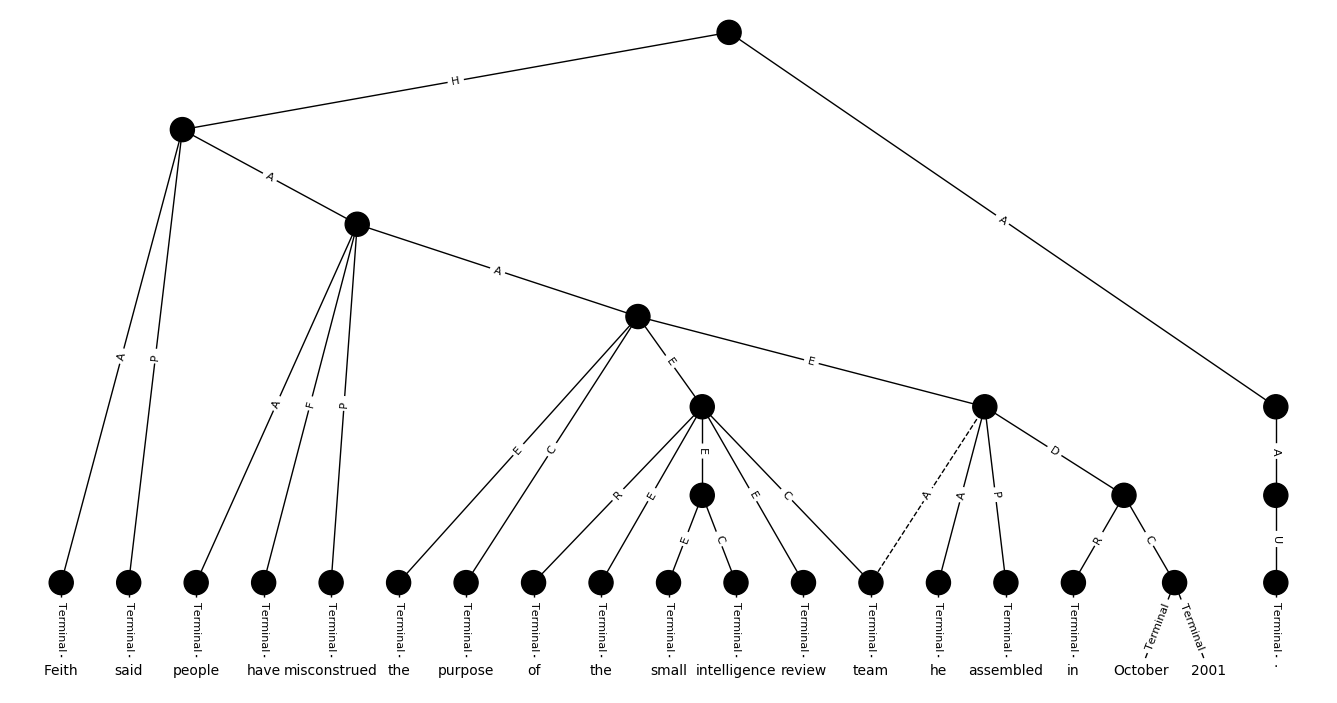 H
A
A
A
A
P
E
A
F
P
E
C
E
D
A
R
E
E
C
A
A
P
E
C
R
C
U
Terminal Terminal Terminal Terminal Terminal Terminal Terminal Terminal Terminal Terminal Terminal Terminal Terminal Terminal Terminal Terminal Terminal Terminal Terminal
Feith said people have misconstrued the purpose of the small intelligence review team he assembled in October 2001 .